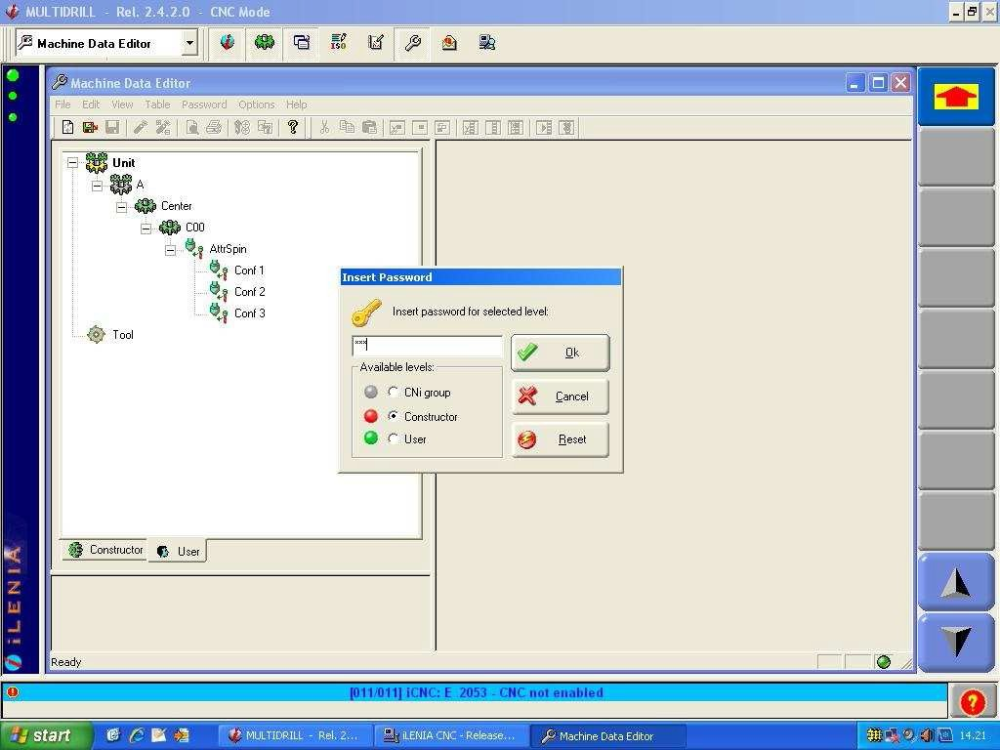 MULTIDRILL - Rel. 2.4.2.0 - CNC Mode
Machine Data Editor
ISO
Machine Data Editor
File Edit View Table Password Options Help
Unit
A
Center
C00
AttrSpin
Conf 1
Conf 2
Conf 3
Tool
Insert Password
Insert password for selected level:
***
Ok
Available levels:
CNi group
Cancel
Constructor
User
Reset
Constructor User
iLENIA
Ready
[011/011] iCNC: E 2053 - CNC not enabled
start
MULTIDRILL - Rel. 2...
iLENIA CNC - Release...
Machine Data Editor
14.21